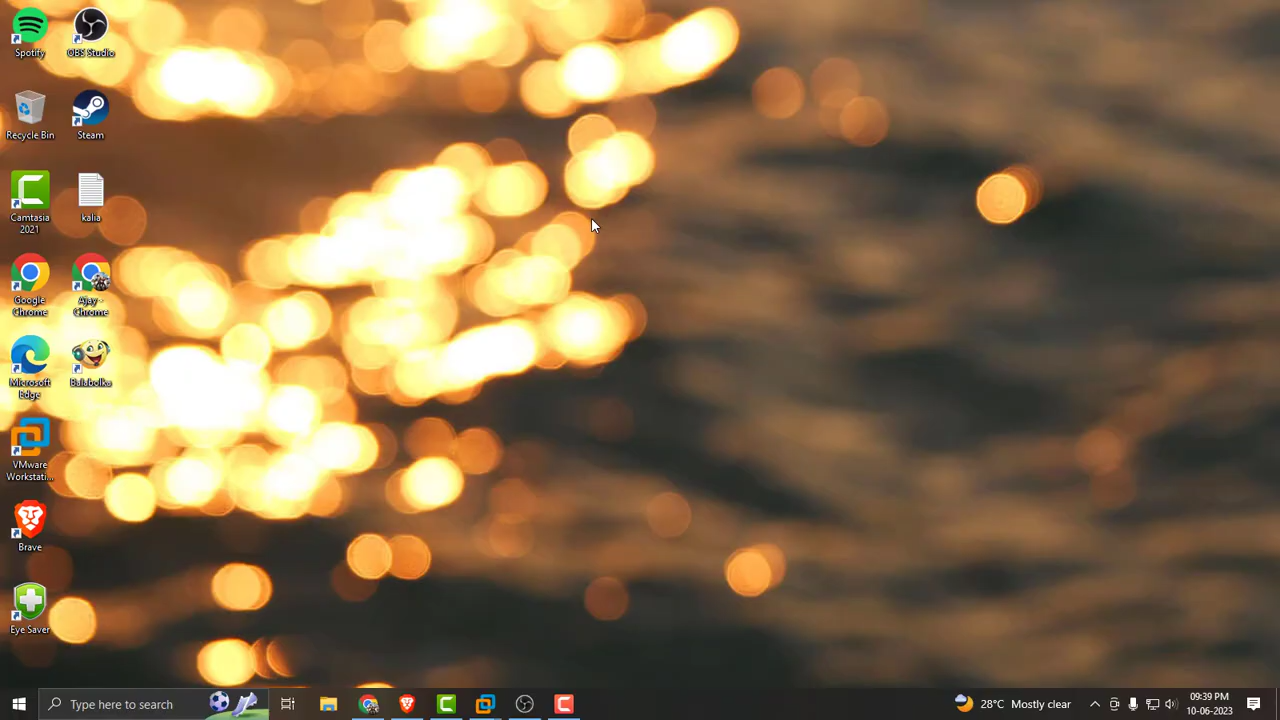 Spotify
OBS Studio
Recycle Bin
Steam
Camtasia
2021
kalia
Google
Chrome
Ajay -
Chrome
Microsoft
Edge
Balabolka
VMware
Workstati...
Brave
Eye Saver
Type here to search
28°C Mostly clear
09:39 PM
10-06-2023